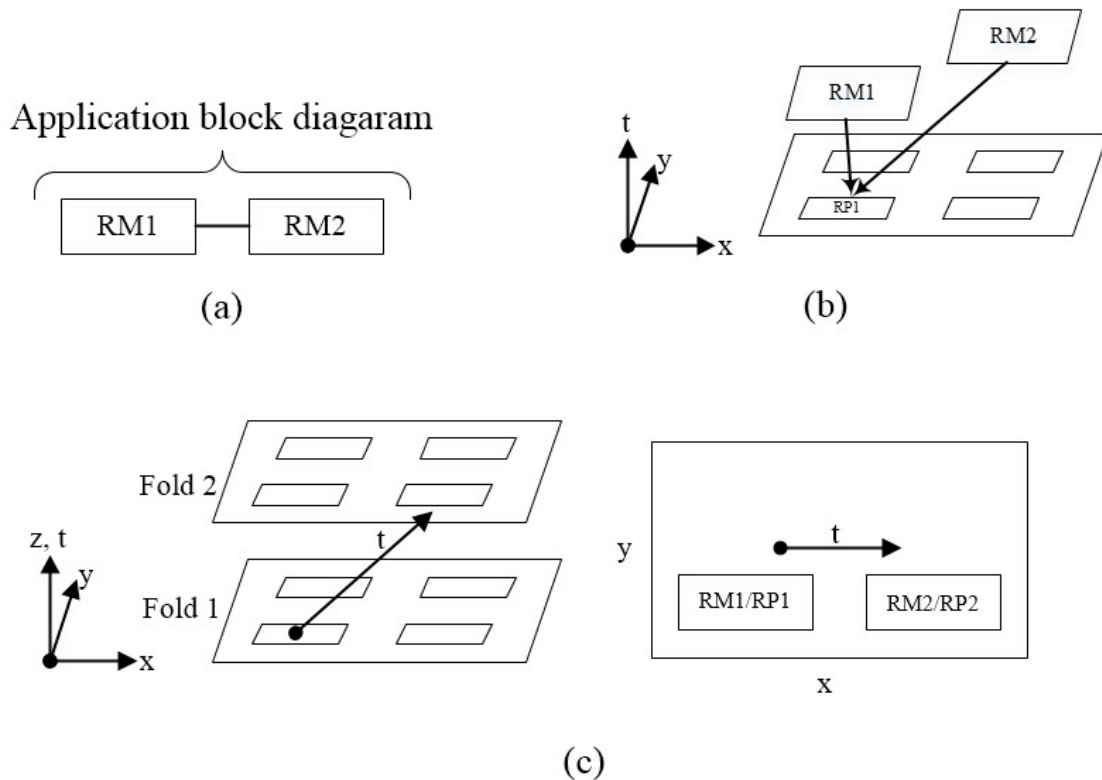 Application block diagaram
RM1
RM2
(a)
RM2
RM1
RP1
t
y
x
(b)
Fold 2
Fold 1
z, t
y
x
t
t
y
RM1/RP1
RM2/RP2
x
(c)